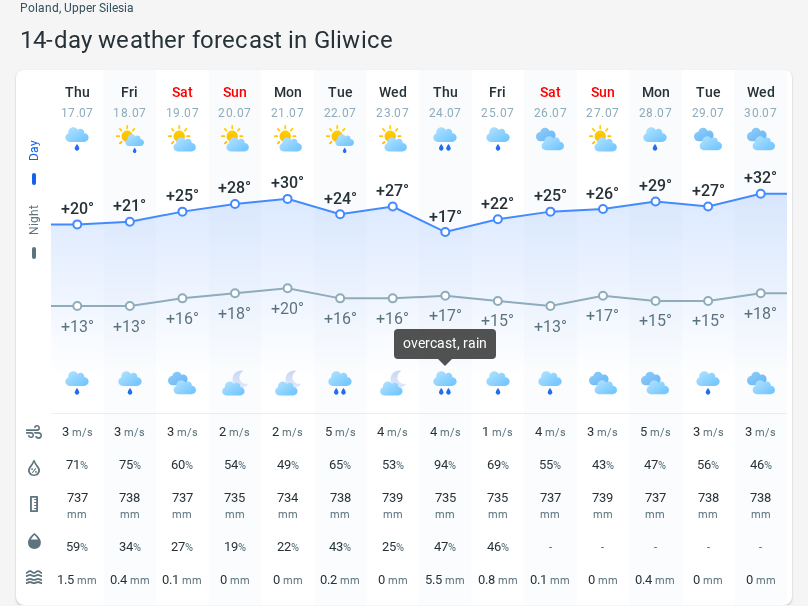 Poland, Upper Silesia
14-day weather forecast in Gliwice
Thu Fri Sat Sun Mon Tue Wed Thu Fri Sat Sun Mon Tue Wed
17.07 18.07 19.07 20.07 21.07 22.07 23.07 24.07 25.07 26.07 27.07 28.07 29.07 30.07
Day
+20° +21° +25° +28° +30° +24° +27° +17° +22° +25° +26° +29° +27° +32°
Night
+13° +13° +16° +18° +20° +16° +16° +17° +15° +13° +17° +15° +15° +18°
overcast, rain
3 m/s 3 m/s 3 m/s 2 m/s 2 m/s 5 m/s 4 m/s 4 m/s 1 m/s 4 m/s 3 m/s 5 m/s 3 m/s 3 m/s
71% 75% 60% 54% 49% 65% 53% 94% 69% 55% 43% 47% 56% 46%
737 738 737 735 734 738 739 735 735 737 739 737 738 738
mm mm mm mm mm mm mm mm mm mm mm mm mm mm
59% 34% 27% 19% 22% 43% 25% 47% 46% - - - - -
1.5 mm 0.4 mm 0.1 mm 0 mm 0 mm 0.2 mm 0 mm 5.5 mm 0.8 mm 0.1 mm 0 mm 0.4 mm 0 mm 0 mm